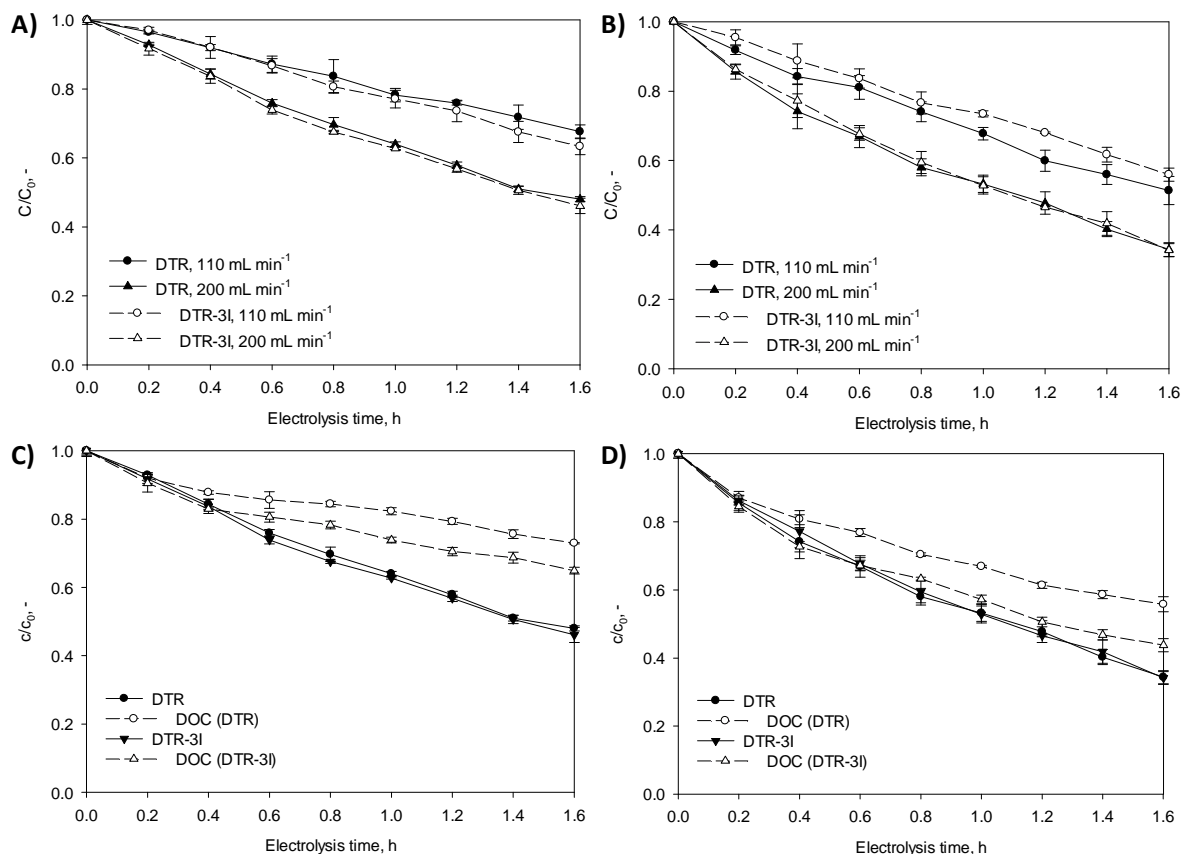 A)
1.0
0.8
0.6
0.4
0.2
0.0
C/C₀, -
DTR, 110 mL min⁻¹
DTR, 200 mL min⁻¹
DTR-3I, 110 mL min⁻¹
DTR-3I, 200 mL min⁻¹
0.0 0.2 0.4 0.6 0.8 1.0 1.2 1.4 1.6
Electrolysis time, h
B)
1.0
0.8
0.6
0.4
0.2
0.0
C/C₀, -
DTR, 110 mL min⁻¹
DTR, 200 mL min⁻¹
DTR-3I, 110 mL min⁻¹
DTR-3I, 200 mL min⁻¹
0.0 0.2 0.4 0.6 0.8 1.0 1.2 1.4 1.6
Electrolysis time, h
C)
1.0
0.8
0.6
0.4
0.2
0.0
c/c₀, -
DTR
DOC (DTR)
DTR-3I
DOC (DTR-3I)
0.0 0.2 0.4 0.6 0.8 1.0 1.2 1.4 1.6
Electrolysis time, h
D)
1.0
0.8
0.6
0.4
0.2
0.0
c/c₀, -
DTR
DOC (DTR)
DTR-3I
DOC (DTR-3I)
0.0 0.2 0.4 0.6 0.8 1.0 1.2 1.4 1.6
Electrolysis time, h